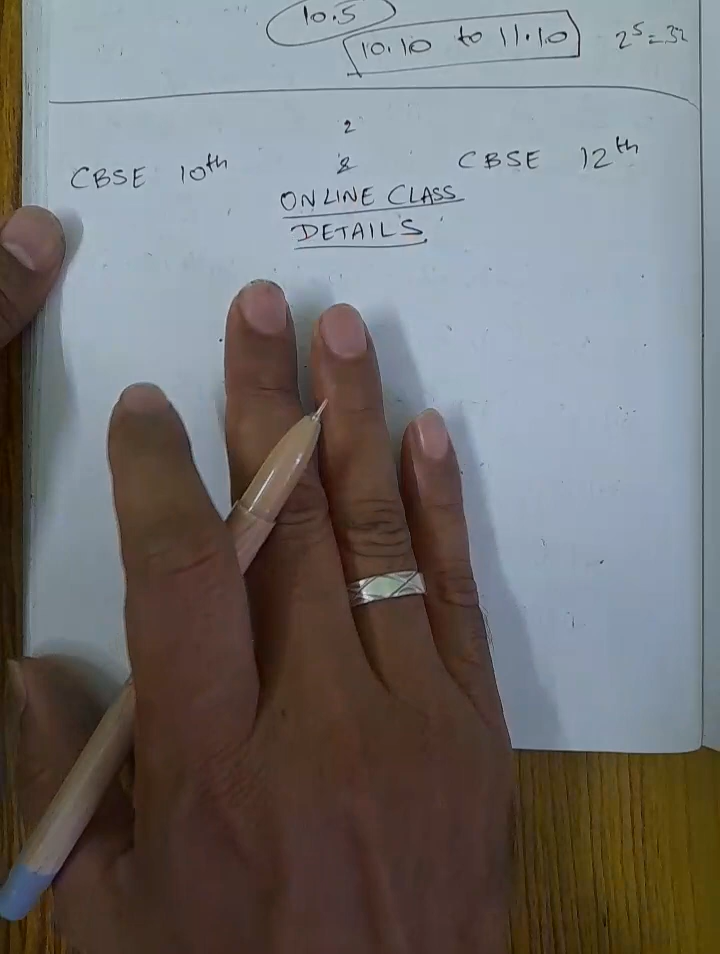 10.5
10.10 to 11.10
2⁵=32
2
CBSE 10th & CBSE 12th
ONLINE CLASS
DETAILS